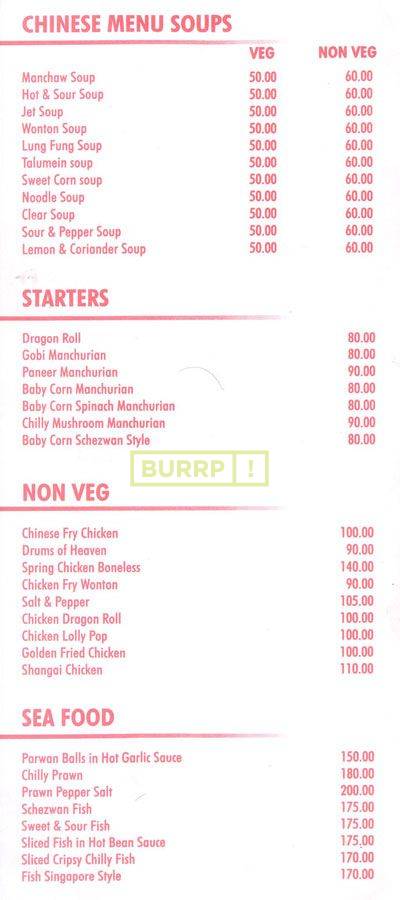 CHINESE MENU SOUPS
VEG NON VEG
Manchaw Soup 50.00 60.00
Hot & Sour Soup 50.00 60.00
Jet Soup 50.00 60.00
Wonton Soup 50.00 60.00
Lung Fung Soup 50.00 60.00
Talumein soup 50.00 60.00
Sweet Corn soup 50.00 60.00
Noodle Soup 50.00 60.00
Clear Soup 50.00 60.00
Sour & Pepper Soup 50.00 60.00
Lemon & Coriander Soup 50.00 60.00
STARTERS
Dragon Roll 80.00
Gobi Manchurian 80.00
Paneer Manchurian 90.00
Baby Corn Manchurian 80.00
Baby Corn Spinach Manchurian 80.00
Chilly Mushroom Manchurian 90.00
Baby Corn Schezwan Style 80.00
BURRP!
NON VEG
Chinese Fry Chicken 100.00
Drums of Heaven 90.00
Spring Chicken Boneless 140.00
Chicken Fry Wonton 90.00
Salt & Pepper 105.00
Chicken Dragon Roll 100.00
Chicken Lolly Pop 100.00
Golden Fried Chicken 100.00
Shangai Chicken 110.00
SEA FOOD
Parwan Balls in Hot Garlic Sauce 150.00
Chilly Prawn 180.00
Prawn Pepper Salt 200.00
Schezwan Fish 175.00
Sweet & Sour Fish 175.00
Sliced Fish in Hot Bean Sauce 175.00
Sliced Cripsy Chilly Fish 170.00
Fish Singapore Style 170.00